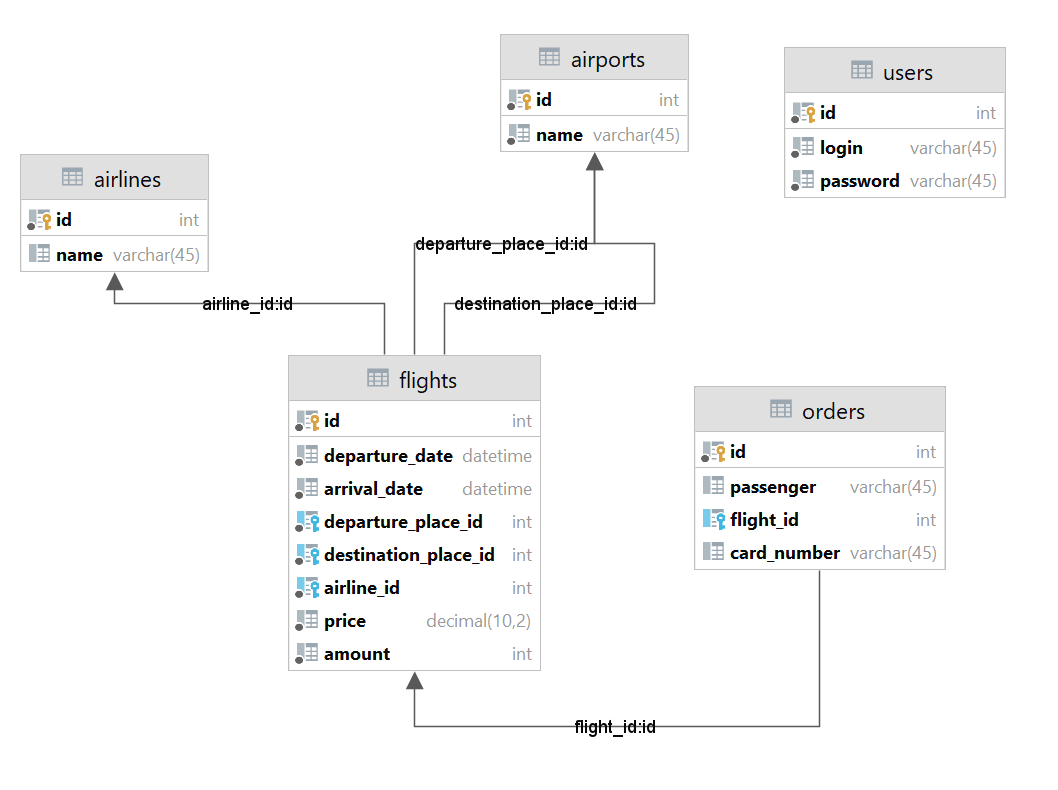 airports
id int
name varchar(45)
users
id int
login varchar(45)
password varchar(45)
airlines
id int
name varchar(45)
departure_place_id:id
airline_id:id
destination_place_id:id
flights
id int
departure_date datetime
arrival_date datetime
departure_place_id int
destination_place_id int
airline_id int
price decimal(10,2)
amount int
orders
id int
passenger varchar(45)
flight_id int
card_number varchar(45)
flight_id:id